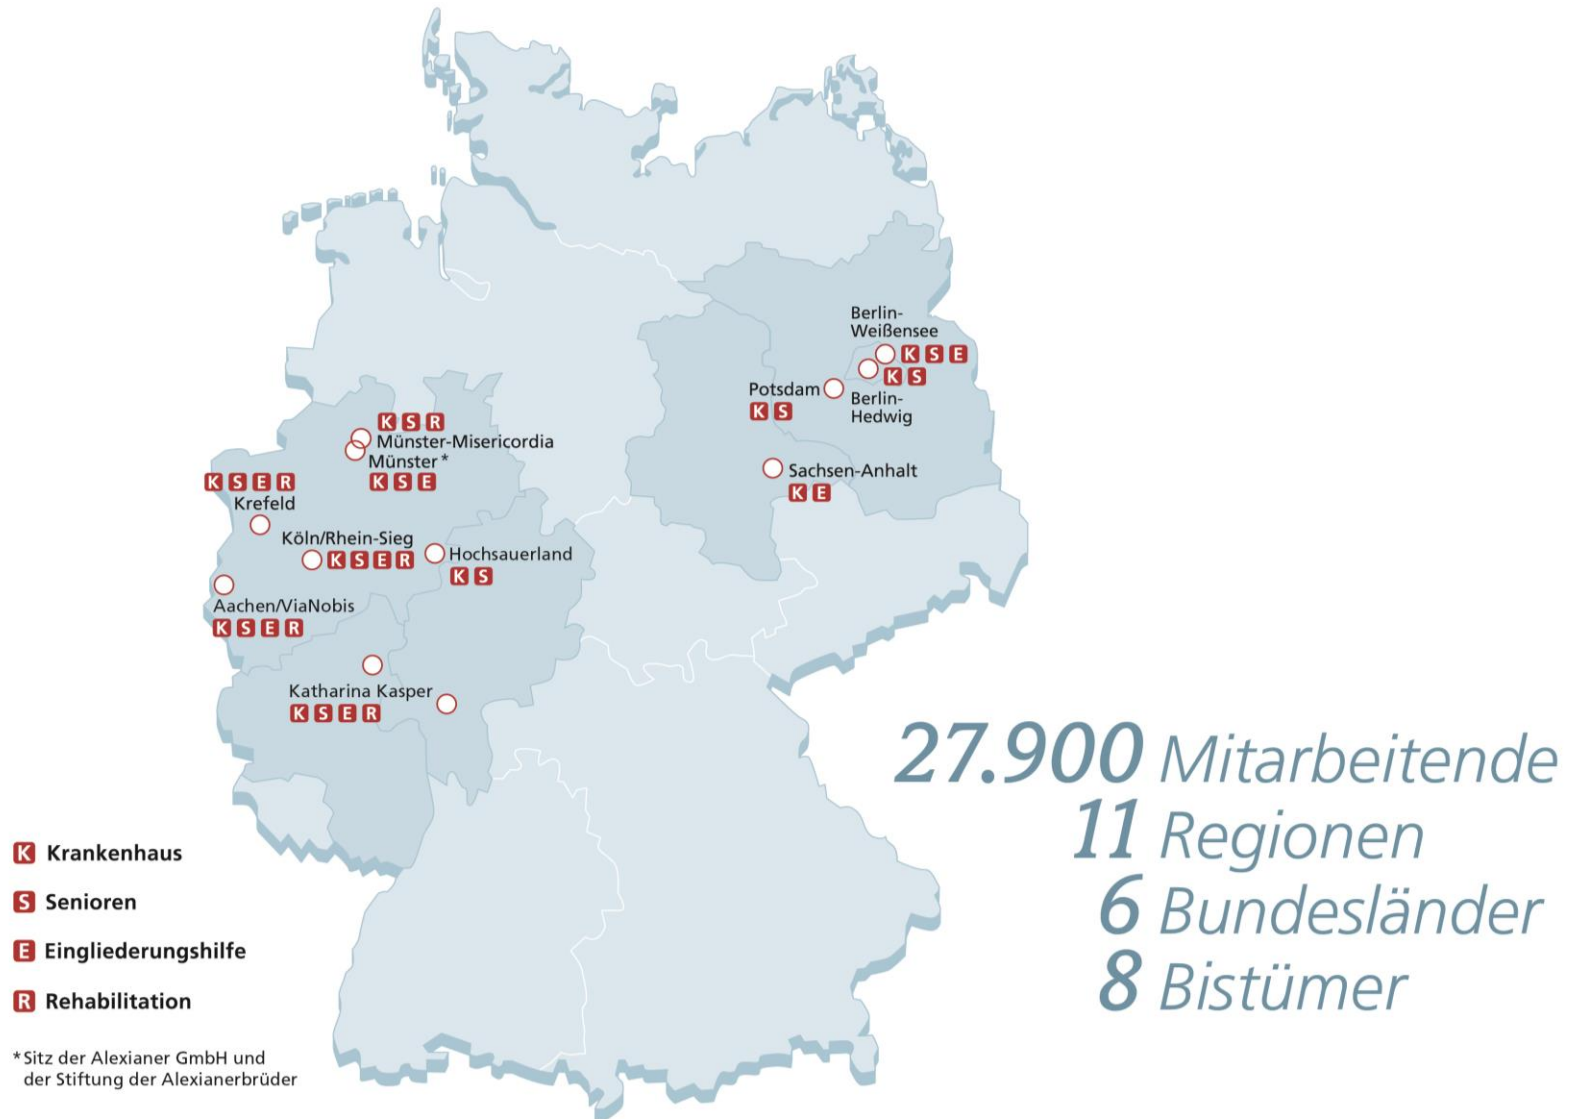 Berlin-
Weißensee
K S E
K S
Berlin-
Hedwig
Potsdam
K S
Sachsen-Anhalt
K E
K S R
Münster-Misericordia
Münster *
K S E
K S E R
Krefeld
Köln/Rhein-Sieg
K S E R
Hochsauerland
K S
Aachen/ViaNobis
K S E R
Katharina Kasper
K S E R
27.900 Mitarbeitende
11 Regionen
6 Bundesländer
8 Bistümer
K Krankenhaus
S Senioren
E Eingliederungshilfe
R Rehabilitation
* Sitz der Alexianer GmbH und
der Stiftung der Alexianerbrüder